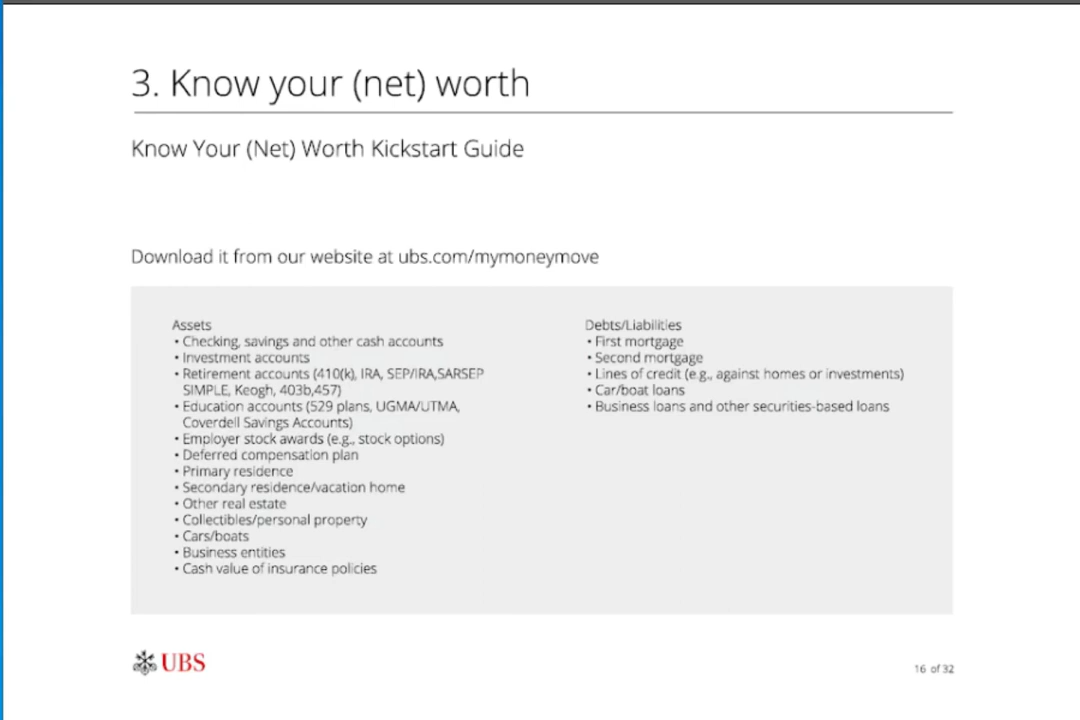 3. Know your (net) worth
Know Your (Net) Worth Kickstart Guide
Download it from our website at ubs.com/mymoneymove
Assets
• Checking, savings and other cash accounts
• Investment accounts
• Retirement accounts (410(k), IRA, SEP/IRA,SARSEP
SIMPLE, Keogh, 403b,457)
• Education accounts (529 plans, UGMA/UTMA,
Coverdell Savings Accounts)
• Employer stock awards (e.g., stock options)
• Deferred compensation plan
• Primary residence
• Secondary residence/vacation home
• Other real estate
• Collectibles/personal property
• Cars/boats
• Business entities
• Cash value of insurance policies
Debts/Liabilities
• First mortgage
• Second mortgage
• Lines of credit (e.g., against homes or investments)
• Car/boat loans
• Business loans and other securities-based loans
UBS
16 of 32